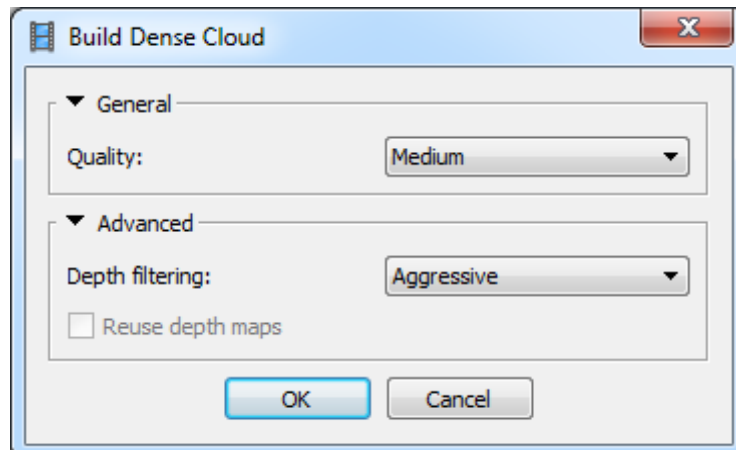 Build Dense Cloud
General
Quality: Medium
Advanced
Depth filtering: Aggressive
Reuse depth maps
OK Cancel